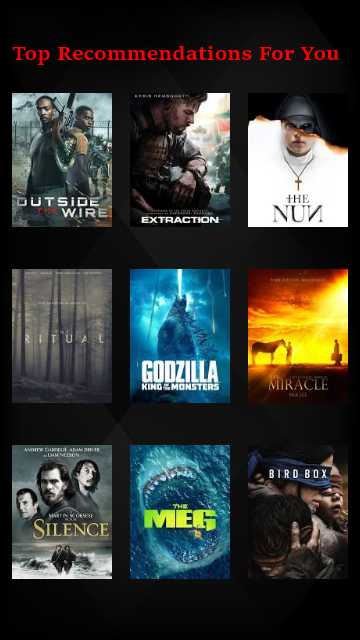 Top Recommendations For You
OUTSIDE
THE WIRE
CHRIS HEMSWORTH
EXTRACTION
THE
NUN
THE
RITUAL
GODZILLA
KING OF THE MONSTERS
MIRACLE
ANDREW GARFIELD ADAM DRIVER
LIAM NEESON
MARTIN SCORSESE
SILENCE
THE
MEG
BIRD BOX